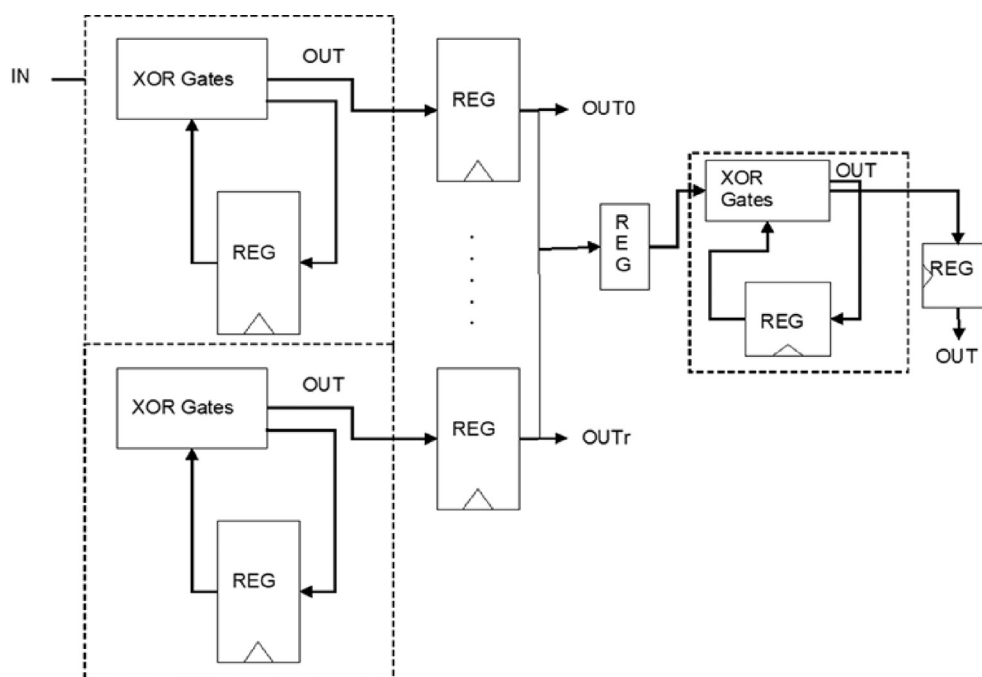 IN
XOR Gates
OUT
REG
REG
OUT0
XOR Gates
OUT
REG
REG
OUTr
R
E
G
XOR
Gates
OUT
REG
REG
OUT